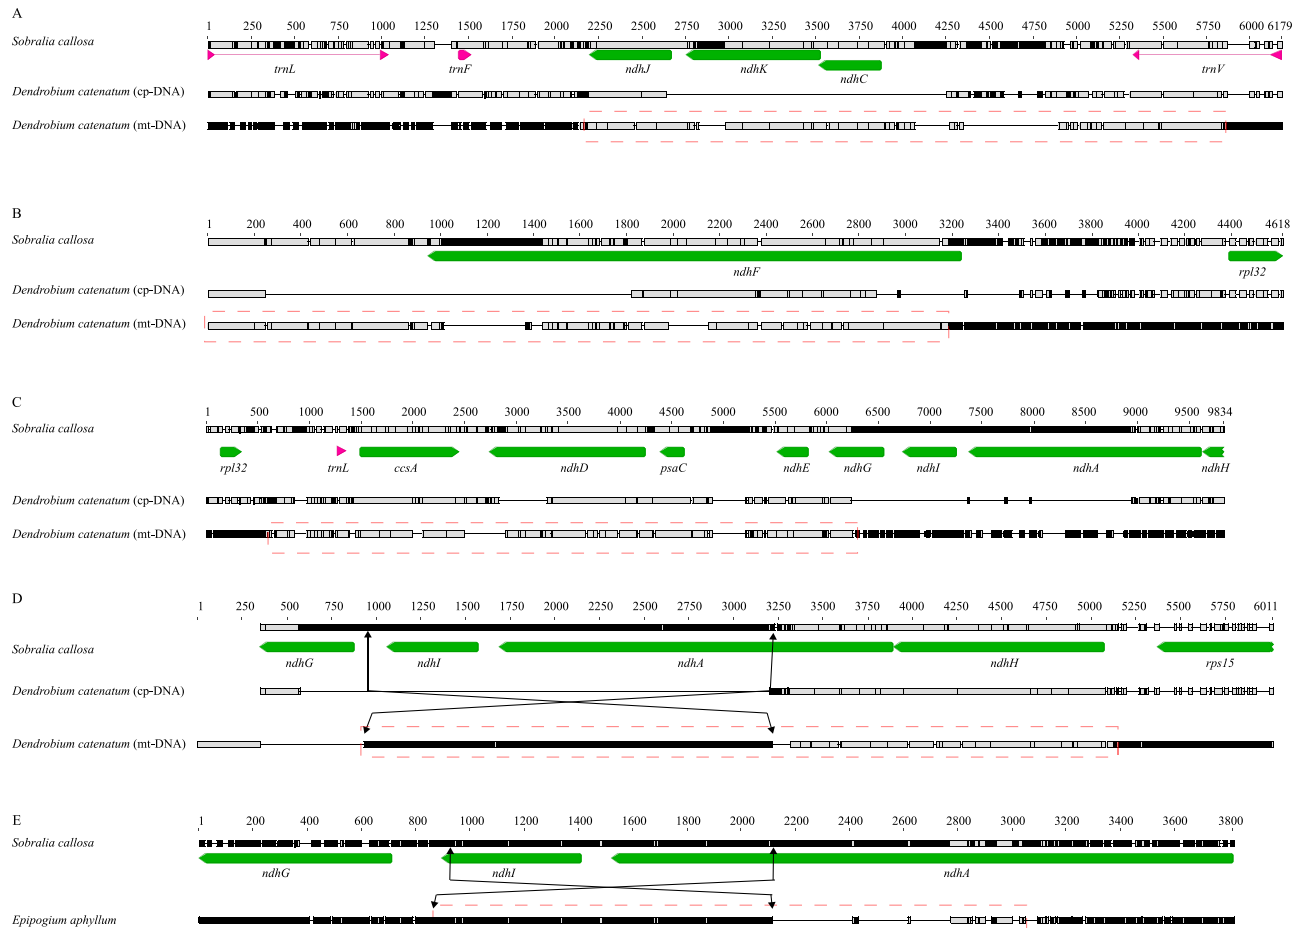 A
1 250 500 750 1000 1250 1500 1750 2000 2250 2500 2750 3000 3250 3500 3750 4000 4250 4500 4750 5000 5250 5500 5750 6000 6179
Sobralia callosa
trnL trnF ndhJ ndhK ndhC trnV
Dendrobium catenatum (cp-DNA)
Dendrobium catenatum (mt-DNA)
B
1 200 400 600 800 1000 1200 1400 1600 1800 2000 2200 2400 2600 2800 3000 3200 3400 3600 3800 4000 4200 4400 4618
Sobralia callosa
ndhF rpl32
Dendrobium catenatum (cp-DNA)
Dendrobium catenatum (mt-DNA)
C
1 500 1000 1500 2000 2500 3000 3500 4000 4500 5000 5500 6000 6500 7000 7500 8000 8500 9000 9500 9834
Sobralia callosa
rpl32 trnL ccsA ndhD psaC ndhE ndhG ndhI ndhA ndhH
Dendrobium catenatum (cp-DNA)
Dendrobium catenatum (mt-DNA)
D
1 250 500 750 1000 1250 1500 1750 2000 2250 2500 2750 3000 3250 3500 3750 4000 4250 4500 4750 5000 5250 5500 5750 6011
Sobralia callosa
ndhG ndhI ndhA ndhH rps15
Dendrobium catenatum (cp-DNA)
Dendrobium catenatum (mt-DNA)
E
1 200 400 600 800 1000 1200 1400 1600 1800 2000 2200 2400 2600 2800 3000 3200 3400 3600 3811
Sobralia callosa
ndhG ndhI ndhA
Epipogium aphyllum